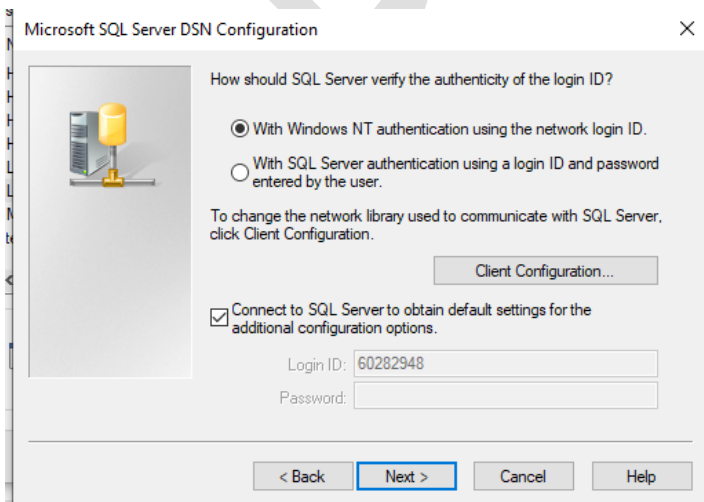 Microsoft SQL Server DSN Configuration
How should SQL Server verify the authenticity of the login ID?
With Windows NT authentication using the network login ID.
With SQL Server authentication using a login ID and password
entered by the user.
To change the network library used to communicate with SQL Server,
click Client Configuration.
Client Configuration...
Connect to SQL Server to obtain default settings for the
additional configuration options.
Login ID: 60282948
Password:
< Back Next > Cancel Help